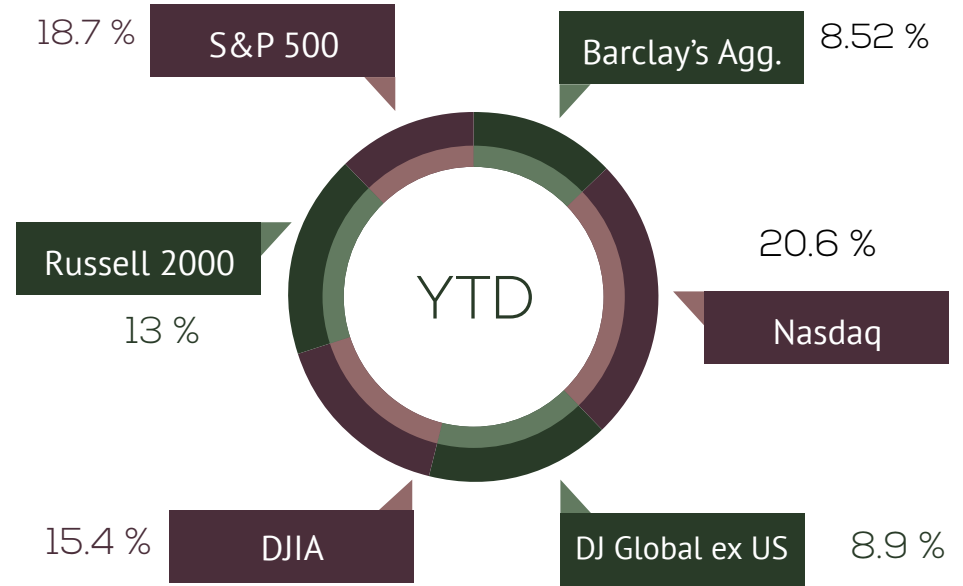 18.7 %
S&P 500
Barclay’s Agg.
8.52 %
Russell 2000
13 %
YTD
20.6 %
Nasdaq
15.4 %
DJIA
DJ Global ex US
8.9 %